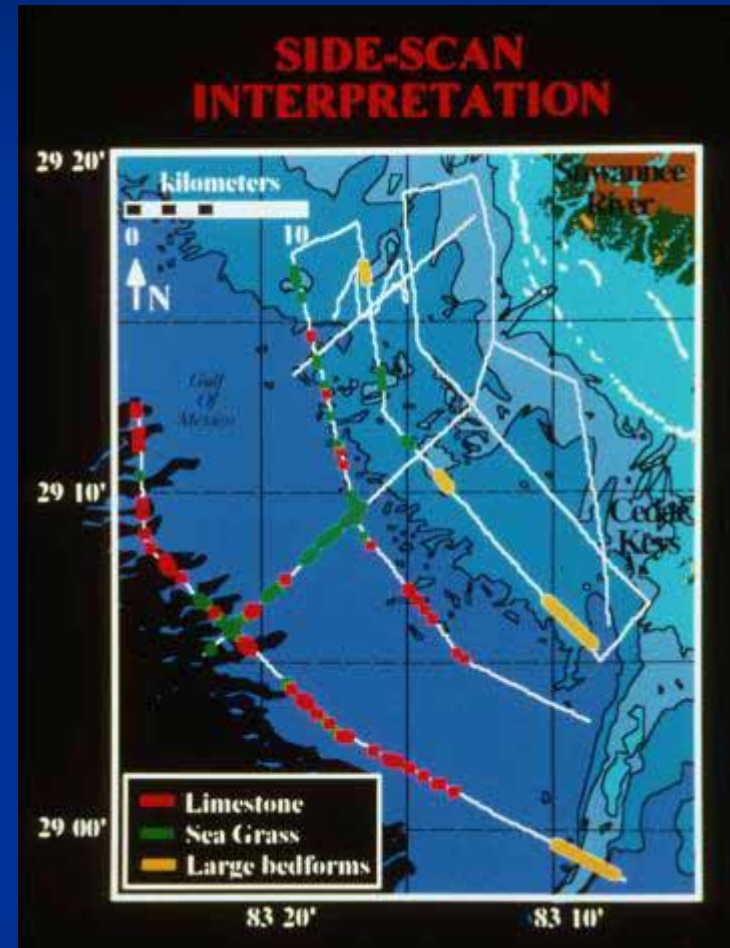 SIDE-SCAN
INTERPRETATION
29 20'
kilometers
0 10
N
Suwannee
River
Gulf
Of
Mexico
29 10'
Cedar
Keys
Limestone
Sea Grass
Large bedforms
29 00'
83 20'
83 10'